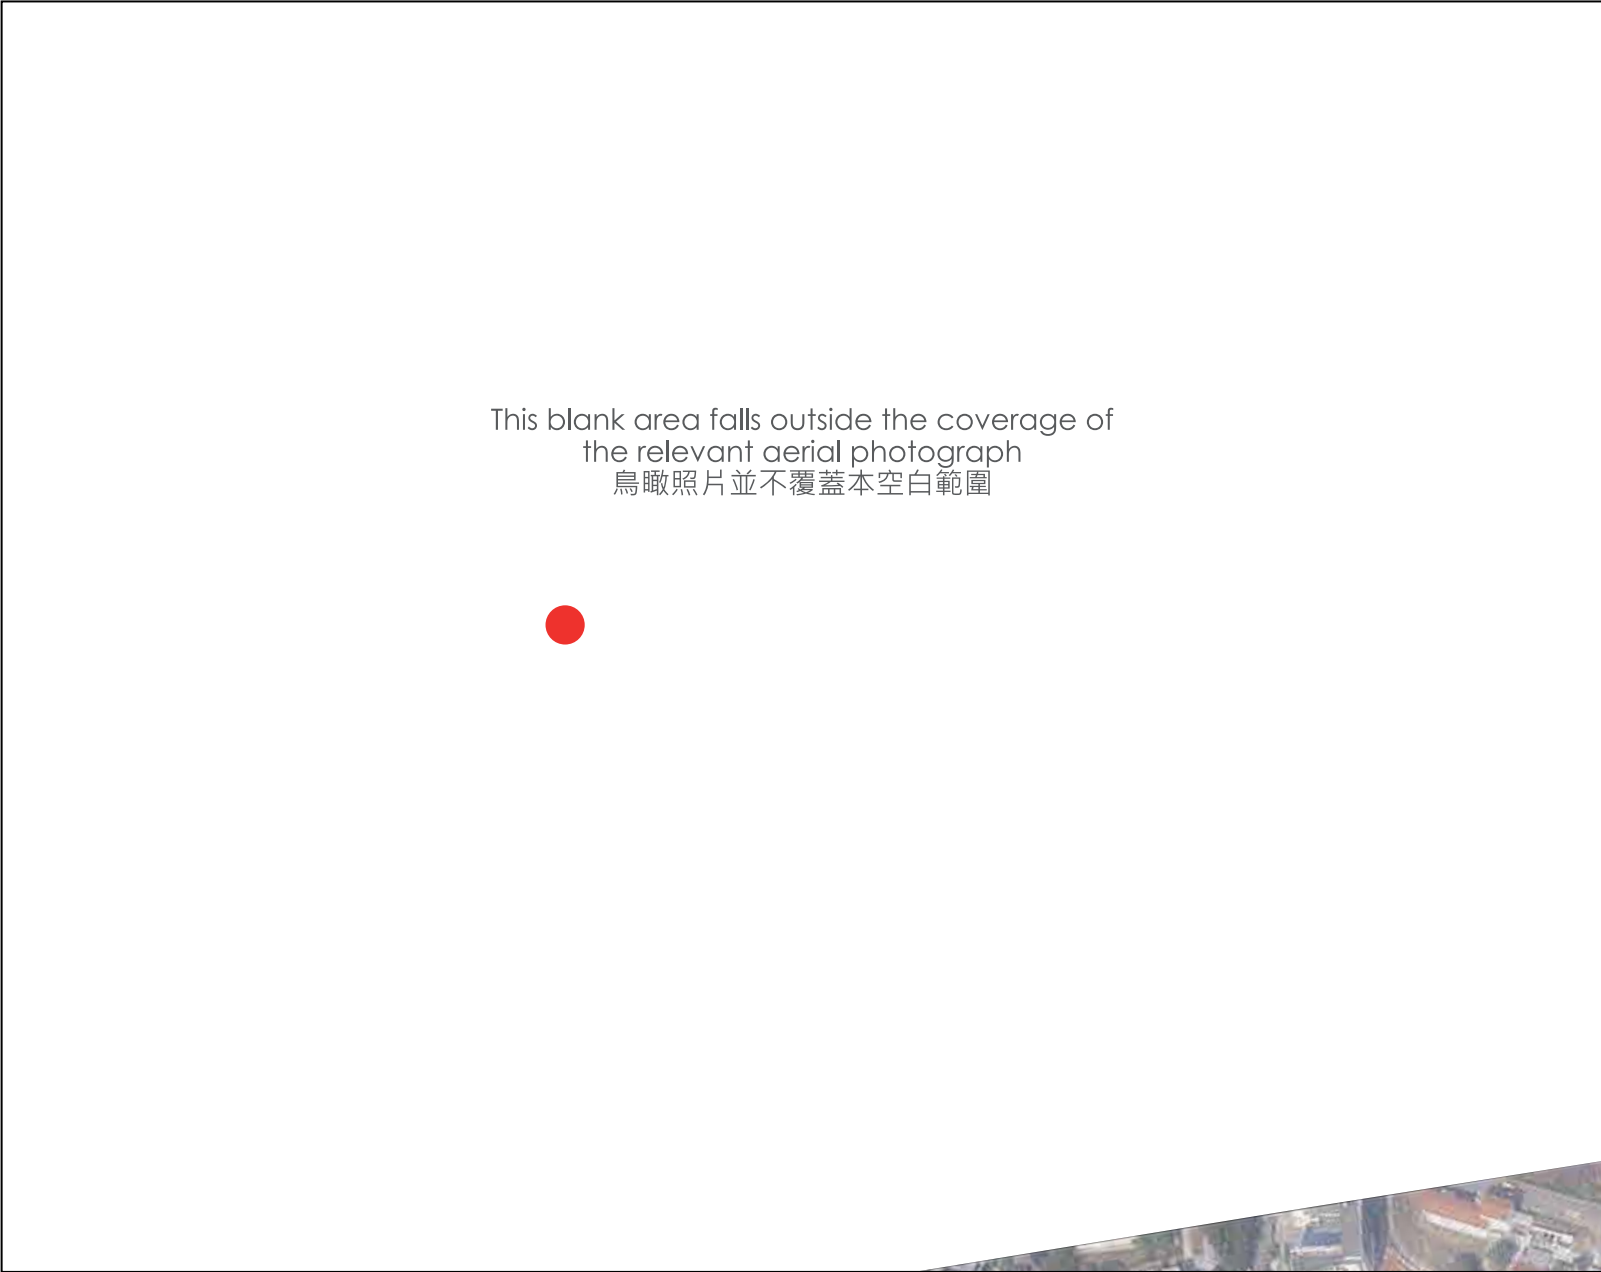 This blank area falls outside the coverage of
the relevant aerial photograph
鳥瞰照片並不覆蓋本空白範圍